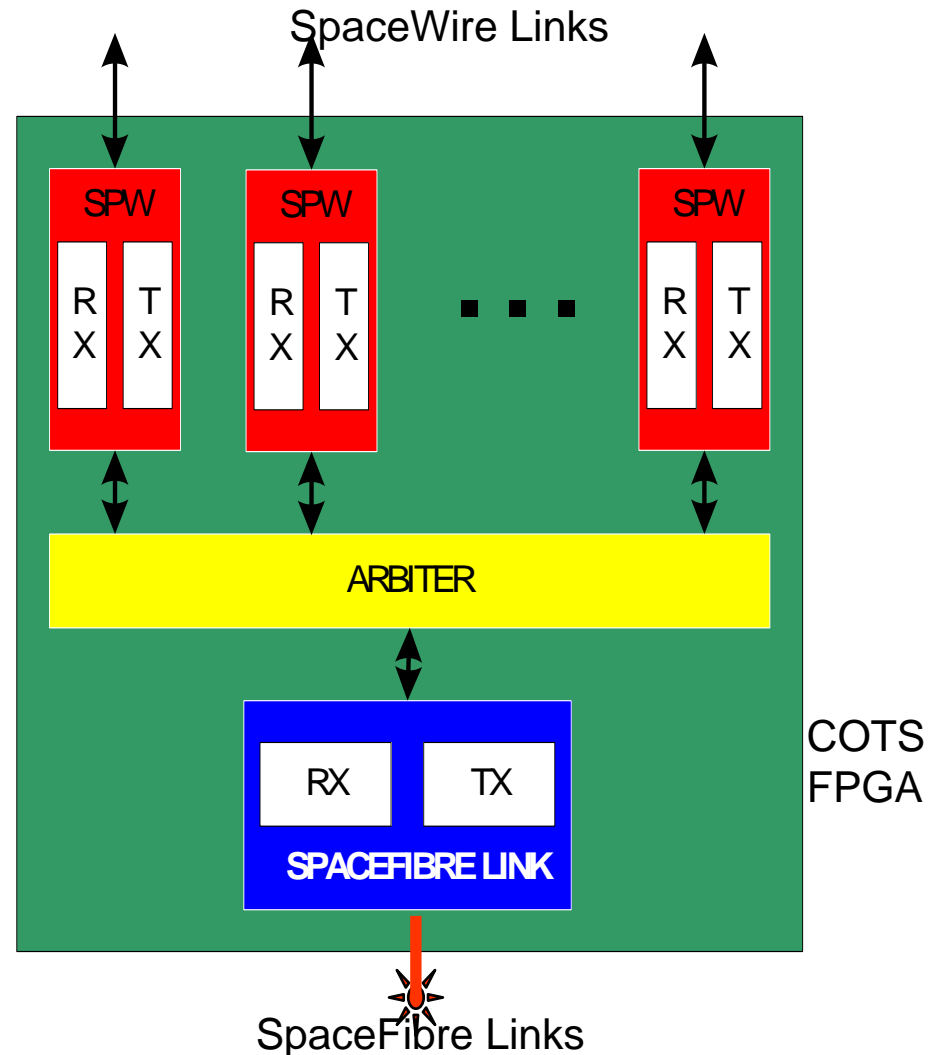 SpaceWire Links
SPW
SPW
SPW
R
X
T
X
R
X
T
X
R
X
T
X
ARBITER
COTS
FPGA
RX
TX
SPACEFIBRE LINK
SpaceFibre Links